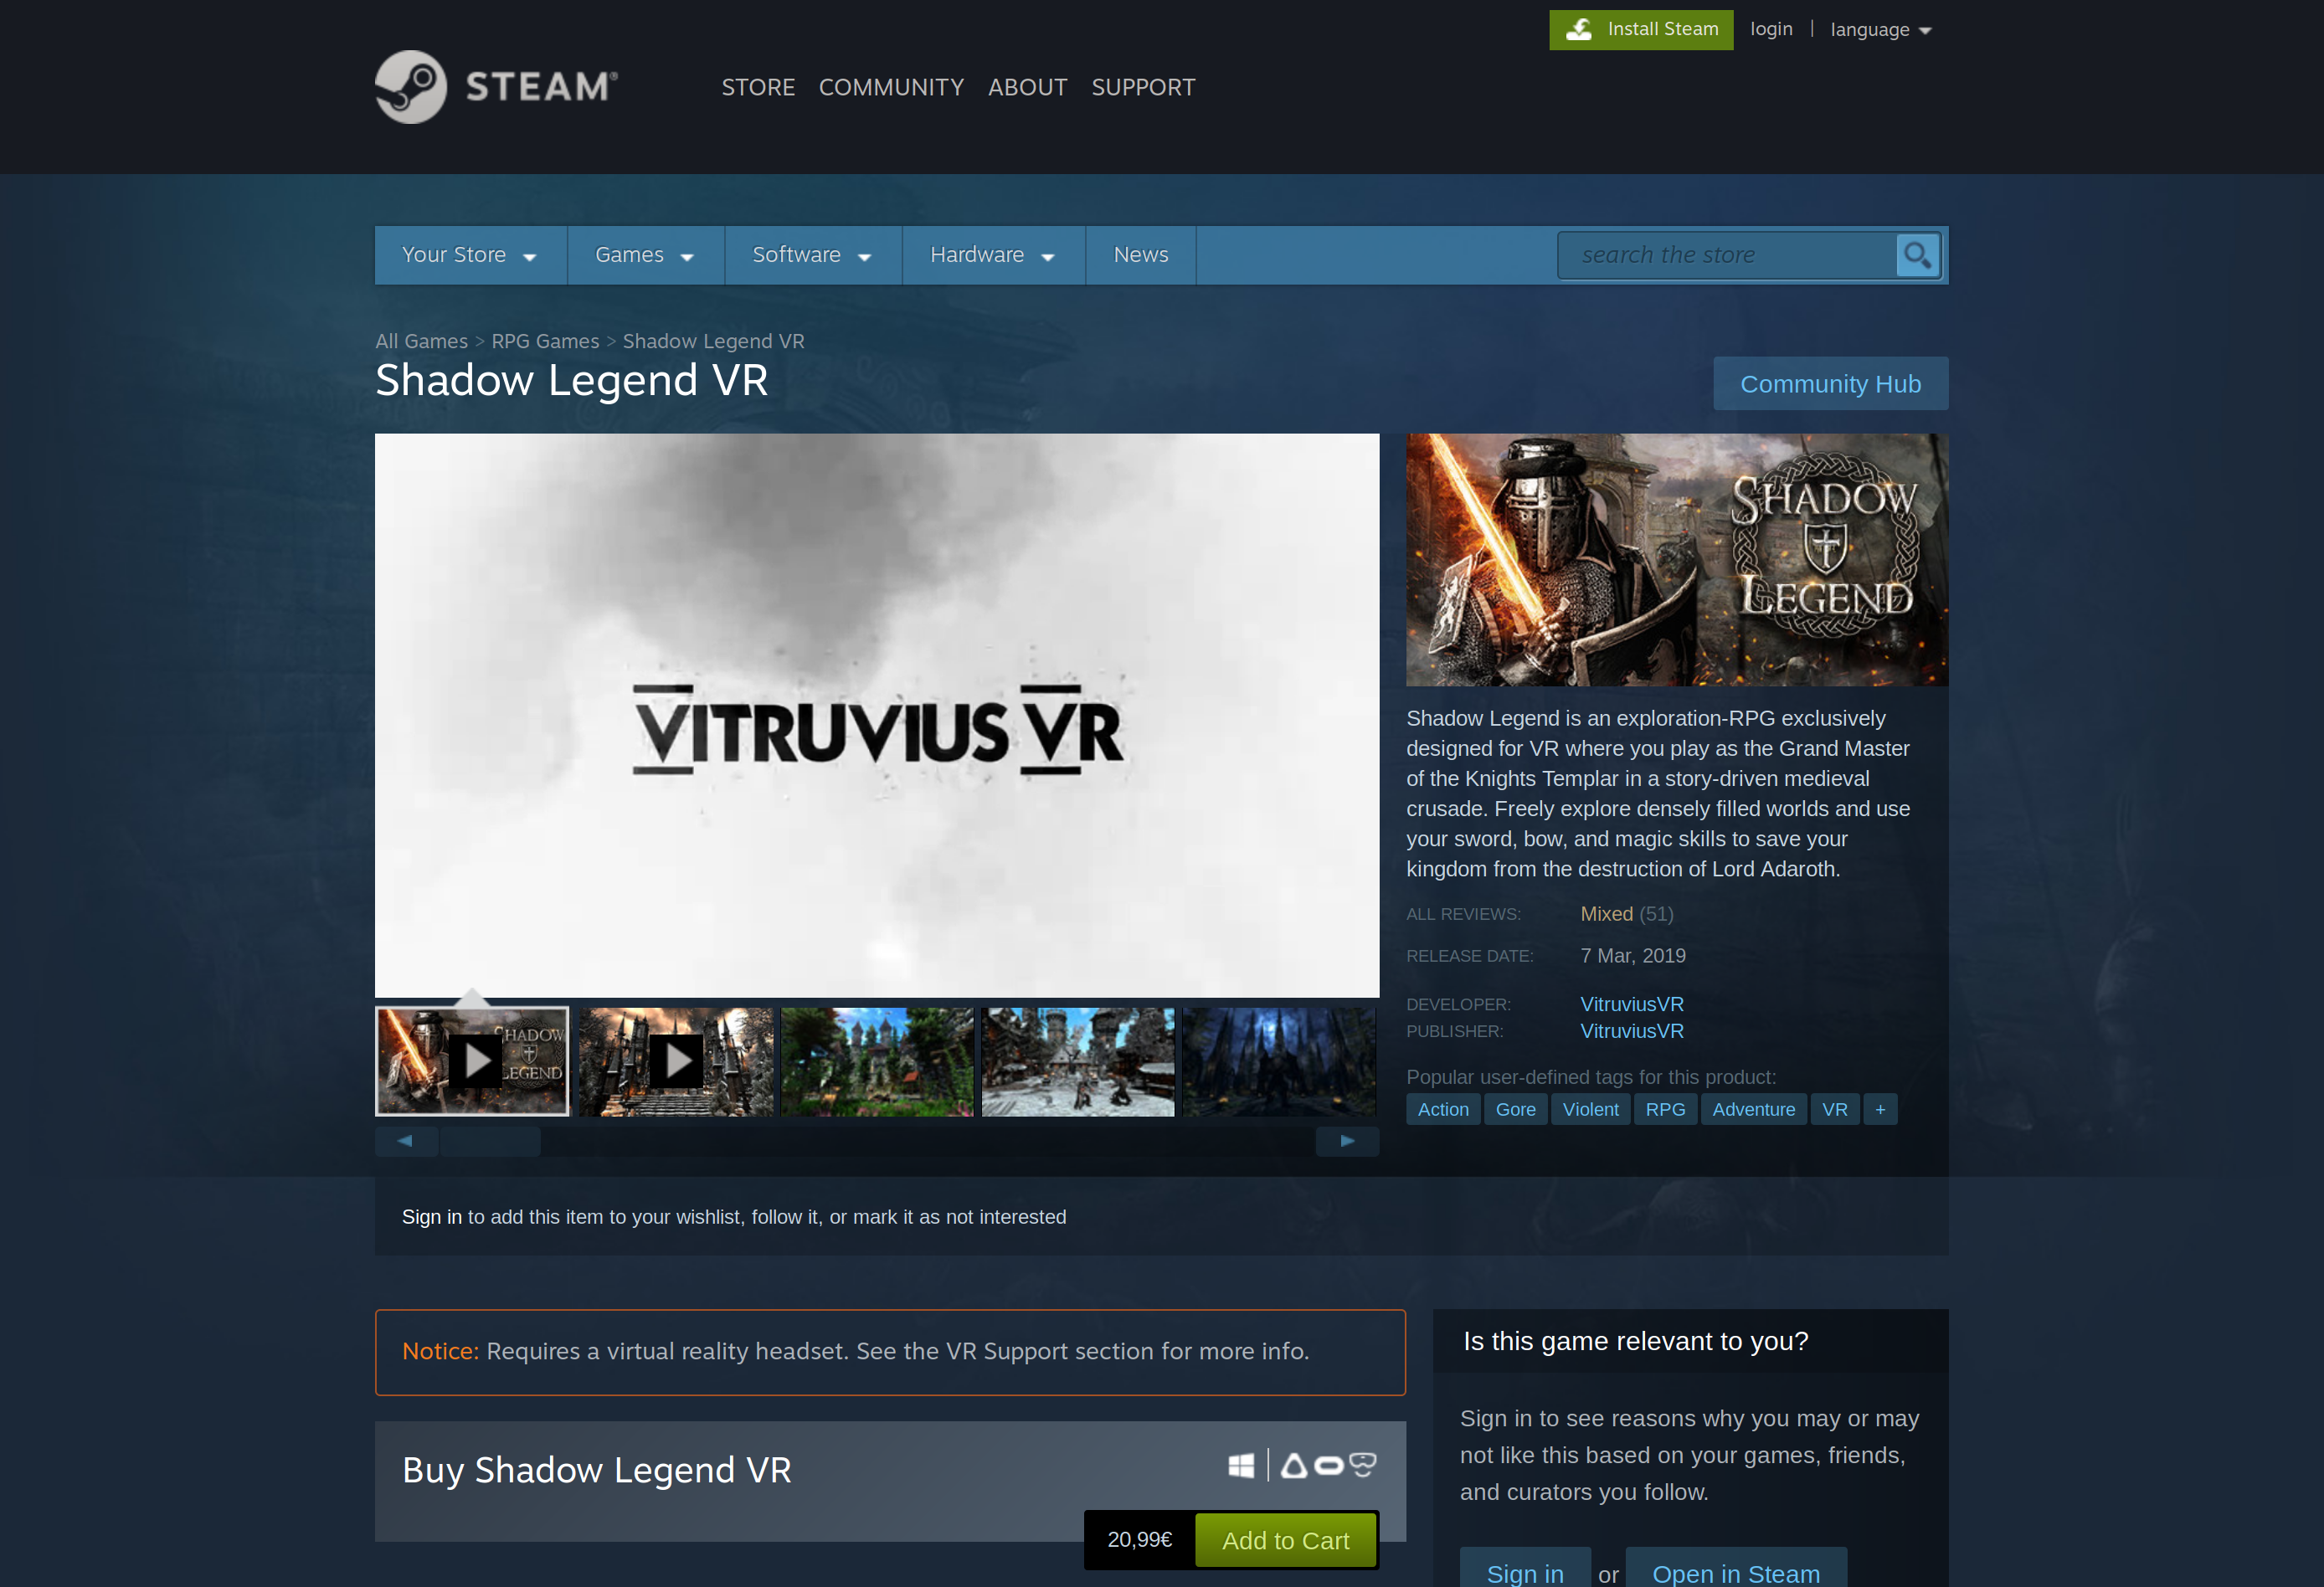 Install Steam
login | language
STEAM®
STORE COMMUNITY ABOUT SUPPORT
Your Store Games Software Hardware News
search the store
All Games > RPG Games > Shadow Legend VR
Shadow Legend VR
Community Hub
VITRUVIUS VR
SHADOW
LEGEND
Shadow Legend is an exploration-RPG exclusively
designed for VR where you play as the Grand Master
of the Knights Templar in a story-driven medieval
crusade. Freely explore densely filled worlds and use
your sword, bow, and magic skills to save your
kingdom from the destruction of Lord Adaroth.
ALL REVIEWS: Mixed (51)
RELEASE DATE: 7 Mar, 2019
DEVELOPER: VitruviusVR
PUBLISHER: VitruviusVR
Popular user-defined tags for this product:
Action Gore Violent RPG Adventure VR +
SHADOW
LEGEND
Sign in to add this item to your wishlist, follow it, or mark it as not interested
Notice: Requires a virtual reality headset. See the VR Support section for more info.
Buy Shadow Legend VR
20,99€ Add to Cart
Is this game relevant to you?
Sign in to see reasons why you may or may
not like this based on your games, friends,
and curators you follow.
Sign in or Open in Steam